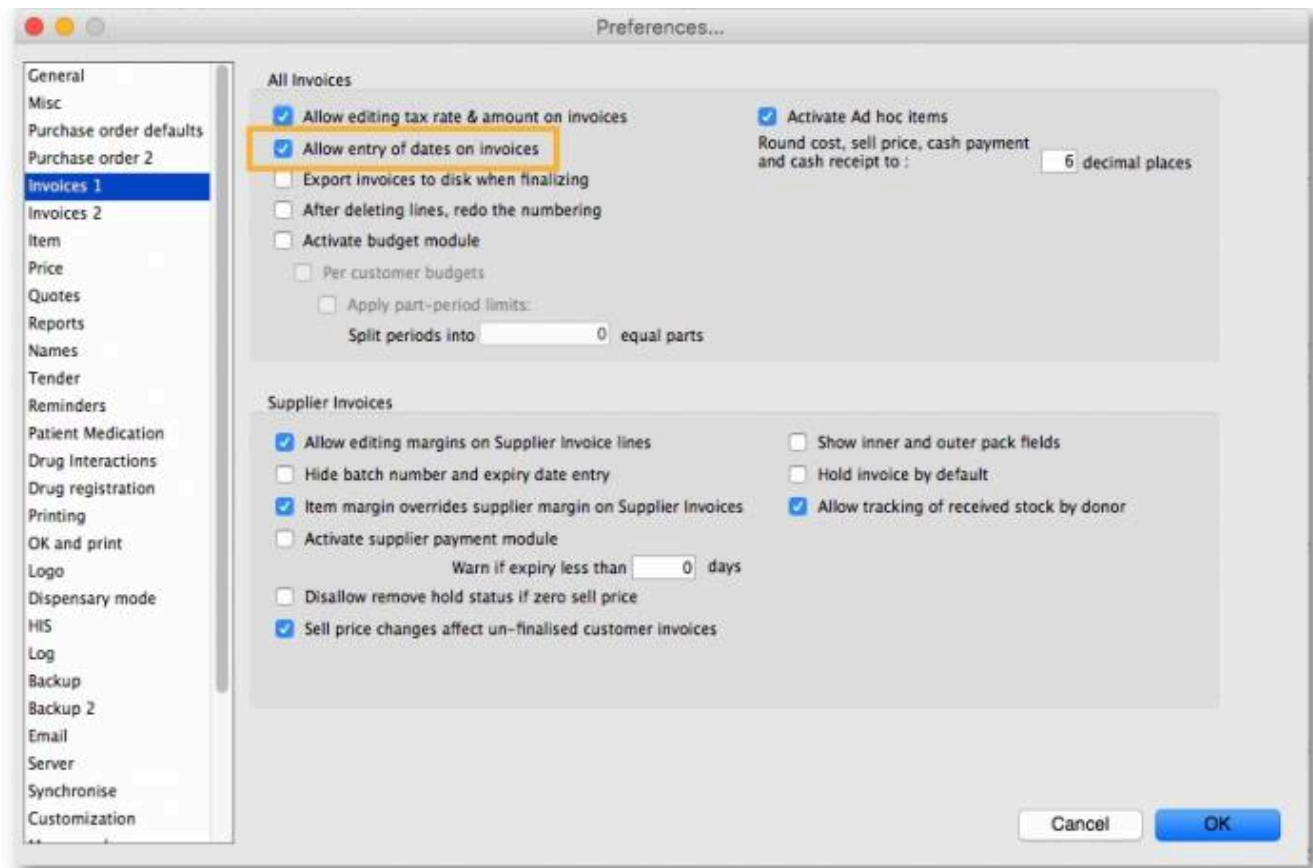 Preferences...
General
Misc
Purchase order defaults
Purchase order 2
Invoices 1
Invoices 2
Item
Price
Quotes
Reports
Names
Tender
Reminders
Patient Medication
Drug Interactions
Drug registration
Printing
OK and print
Logo
Dispensary mode
HIS
Log
Backup
Backup 2
Email
Server
Synchronise
Customization
All Invoices
Allow editing tax rate & amount on invoices
Allow entry of dates on invoices
Export invoices to disk when finalizing
After deleting lines, redo the numbering
Activate budget module
Per customer budgets
Apply part-period limits:
Split periods into 0 equal parts
Activate Ad hoc items
Round cost, sell price, cash payment
and cash receipt to : 6 decimal places
Supplier Invoices
Allow editing margins on Supplier Invoice lines
Hide batch number and expiry date entry
Item margin overrides supplier margin on Supplier Invoices
Activate supplier payment module
Warn if expiry less than 0 days
Disallow remove hold status if zero sell price
Sell price changes affect un-finalised customer invoices
Show inner and outer pack fields
Hold invoice by default
Allow tracking of received stock by donor
Cancel
OK